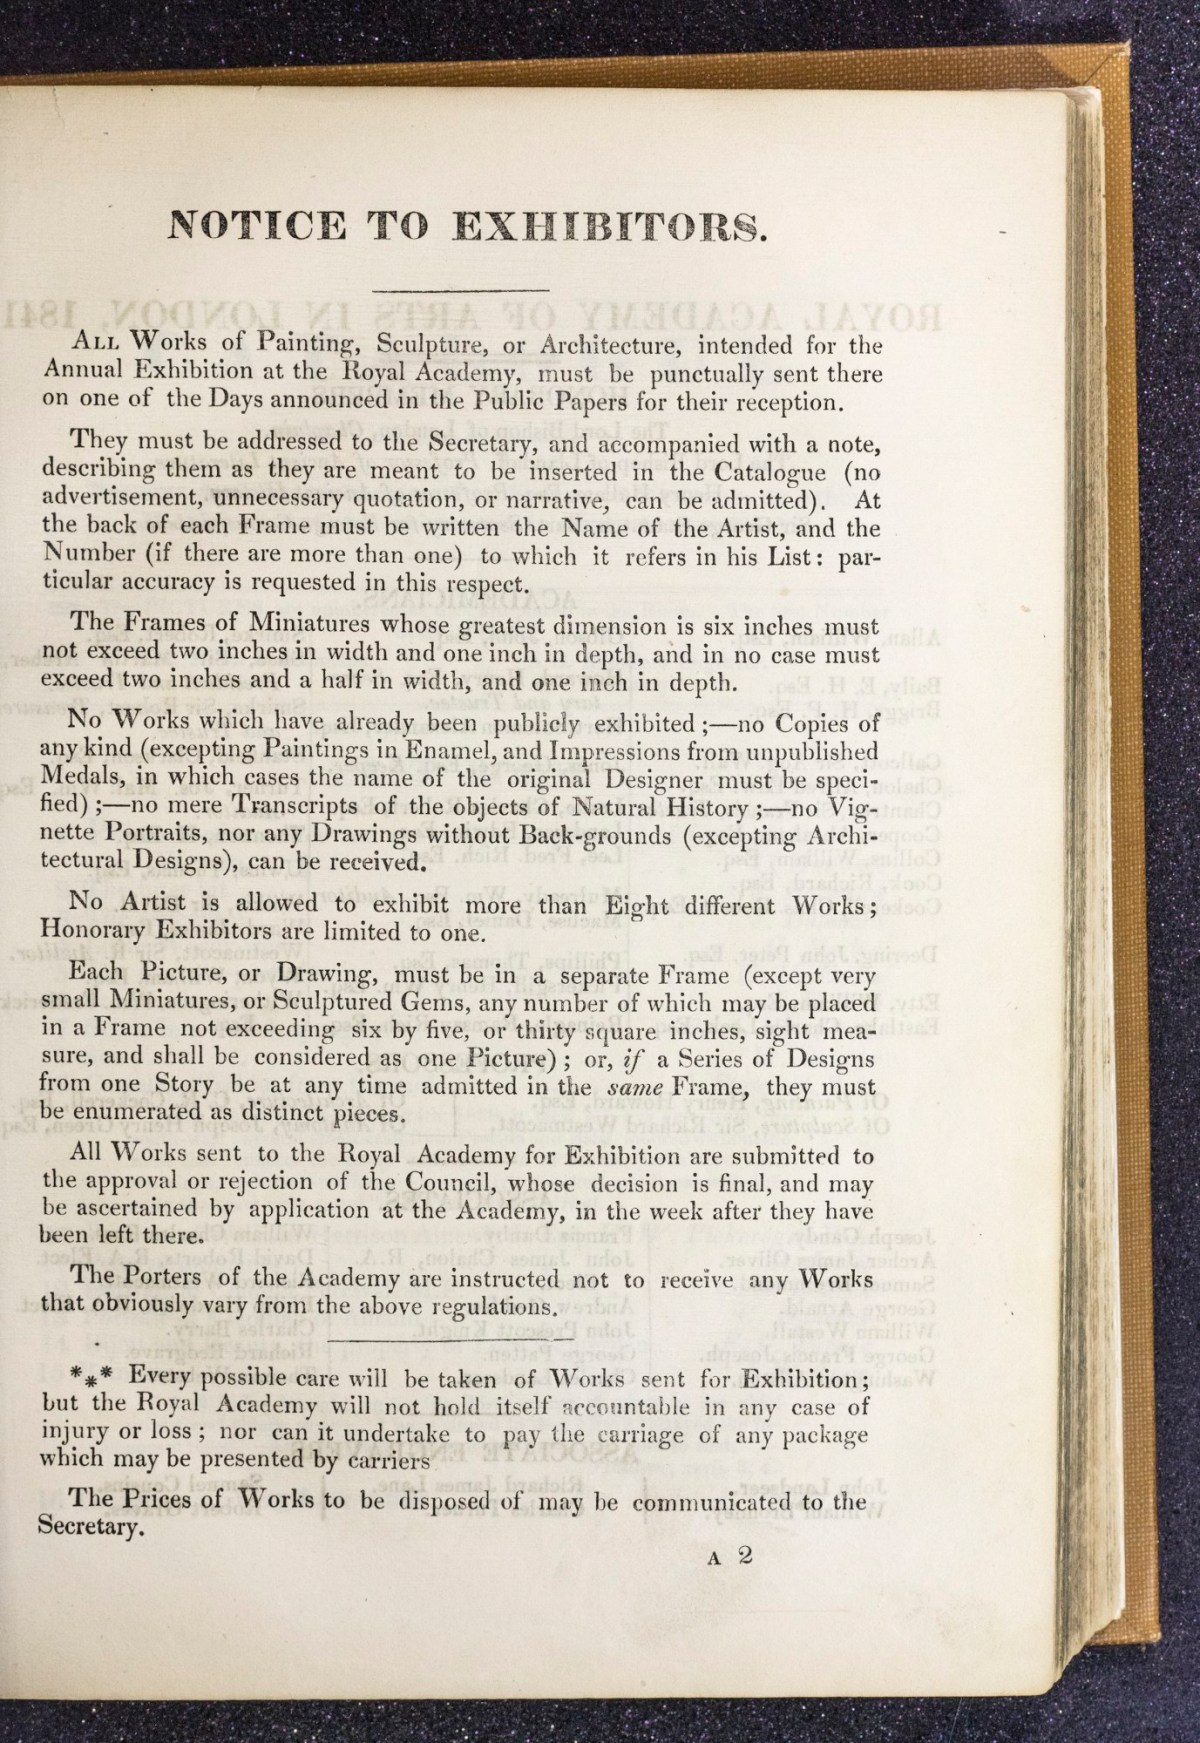 NOTICE TO EXHIBITORS.
ALL Works of Painting, Sculpture, or Architecture, intended for the
Annual Exhibition at the Royal Academy, must be punctually sent there
on one of the Days announced in the Public Papers for their reception.
They must be addressed to the Secretary, and accompanied with a note,
describing them as they are meant to be inserted in the Catalogue (no
advertisement, unnecessary quotation, or narrative, can be admitted). At
the back of each Frame must be written the Name of the Artist, and the
Number (if there are more than one) to which it refers in his List: par-
ticular accuracy is requested in this respect.
The Frames of Miniatures whose greatest dimension is six inches must
not exceed two inches in width and one inch in depth, and in no case must
exceed two inches and a half in width, and one inch in depth.
No Works which have already been publicly exhibited;—no Copies of
any kind (excepting Paintings in Enamel, and Impressions from unpublished
Medals, in which cases the name of the original Designer must be speci-
fied);—no mere Transcripts of the objects of Natural History;—no Vig-
nette Portraits, nor any Drawings without Back-grounds (excepting Archi-
tectural Designs), can be received.
No Artist is allowed to exhibit more than Eight different Works;
Honorary Exhibitors are limited to one.
Each Picture, or Drawing, must be in a separate Frame (except very
small Miniatures, or Sculptured Gems, any number of which may be placed
in a Frame not exceeding six by five, or thirty square inches, sight mea-
sure, and shall be considered as one Picture); or, if a Series of Designs
from one Story be at any time admitted in the same Frame, they must
be enumerated as distinct pieces.
All Works sent to the Royal Academy for Exhibition are submitted to
the approval or rejection of the Council, whose decision is final, and may
be ascertained by application at the Academy, in the week after they have
been left there.
The Porters of the Academy are instructed not to receive any Works
that obviously vary from the above regulations.
*** Every possible care will be taken of Works sent for Exhibition;
but the Royal Academy will not hold itself accountable in any case of
injury or loss; nor can it undertake to pay the carriage of any package
which may be presented by carriers
The Prices of Works to be disposed of may be communicated to the
Secretary.
A 2